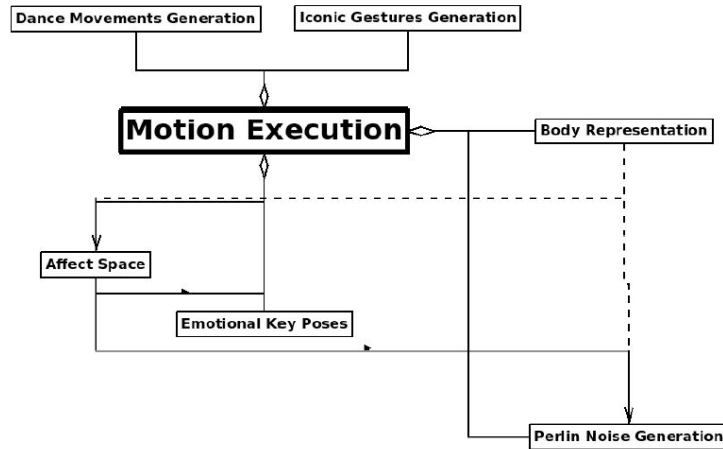 Dance Movements Generation
Iconic Gestures Generation
Motion Execution
Body Representation
Affect Space
Emotional Key Poses
Perlin Noise Generation